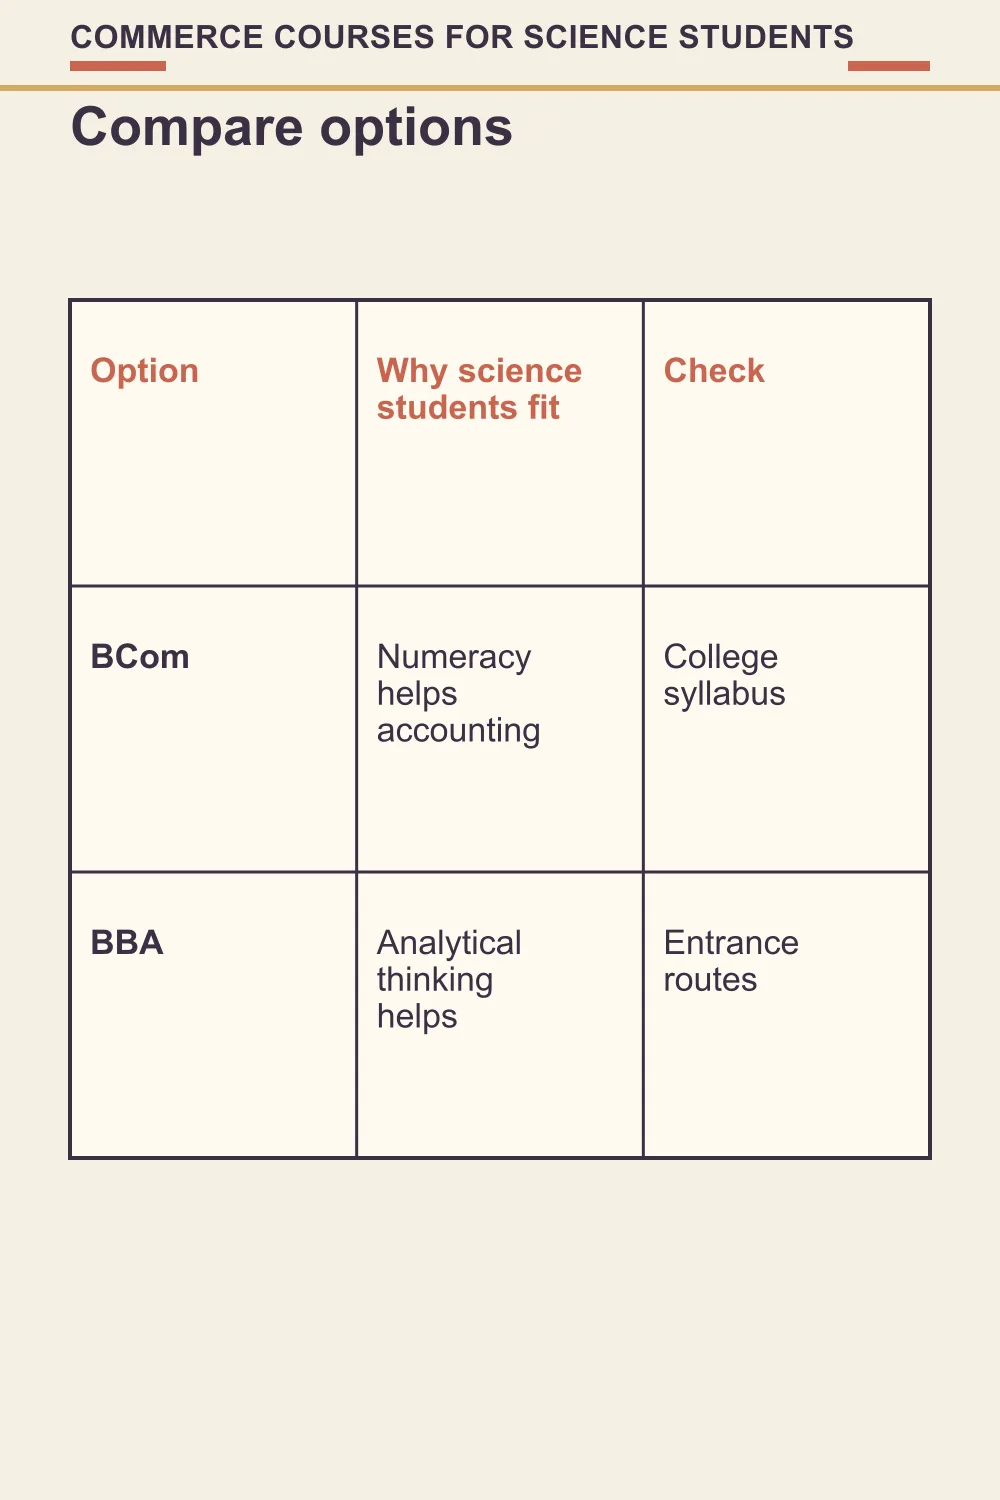 COMMERCE COURSES FOR SCIENCE STUDENTS
Compare options
Option
Why science
students fit
Check
BCom
Numeracy
helps
accounting
College
syllabus
BBA
Analytical
thinking
helps
Entrance
routes